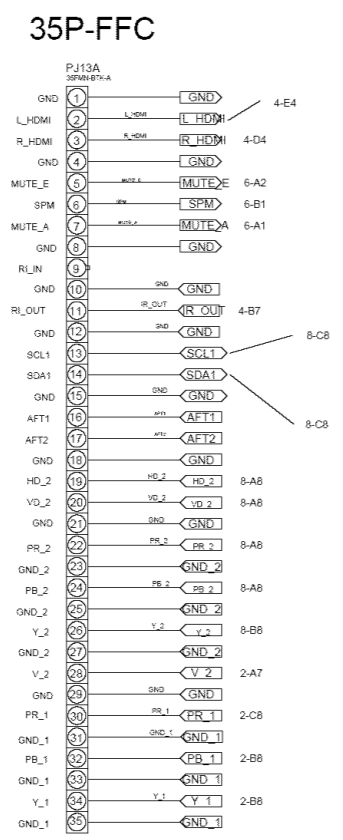 35P-FFC
PJ13A
35FMN-BTK-A
GND 1 GND
4-E4
L_HDMI 2 L_HDMI L_HDMI
R_HDMI 3 R_HDMI R_HDMI 4-D4
GND 4 GND
MUTE_E 5 MUTE_E MUTE_E 6-A2
SPM 6 SPM SPM 6-B1
MUTE_A 7 MUTE_A MUTE_A 6-A1
GND 8 GND
RI_IN 9
GND 10 GND GND
RI_OUT 11 IR_OUT IR_OUT 4-B7
GND 12 GND GND
8-C8
SCL1 13 SCL1
SDA1 14 SDA1
GND 15 GND GND
8-C8
AFT1 16 AFT1 AFT1
AFT2 17 AFT2 AFT2
GND 18 GND
HD_2 19 HD_2 HD_2 8-A8
VD_2 20 VD_2 VD_2 8-A8
GND 21 GND GND
PR_2 22 PR_2 PR_2 8-A8
GND_2 23 GND_2
PB_2 24 PB_2 PB_2 8-A8
GND_2 25 GND_2
Y_2 26 Y_2 Y_2 8-B8
GND_2 27 GND_2
V_2 28 V_2 2-A7
GND 29 GND GND
PR_1 30 PR_1 PR_1 2-C8
GND_1 31 GND_1 GND_1
PB_1 32 PB_1 2-B8
GND_1 33 GND_1
Y_1 34 Y_1 Y_1 2-B8
GND_1 35 GND_1